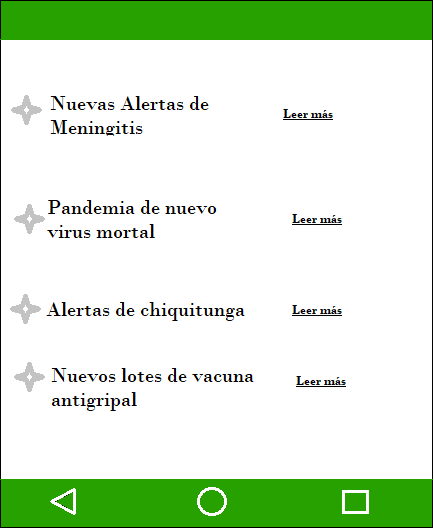 Nuevas Alertas de
Meningitis
Leer más
Pandemia de nuevo
virus mortal
Leer más
Alertas de chiquitunga
Leer más
Nuevos lotes de vacuna
antigripal
Leer más